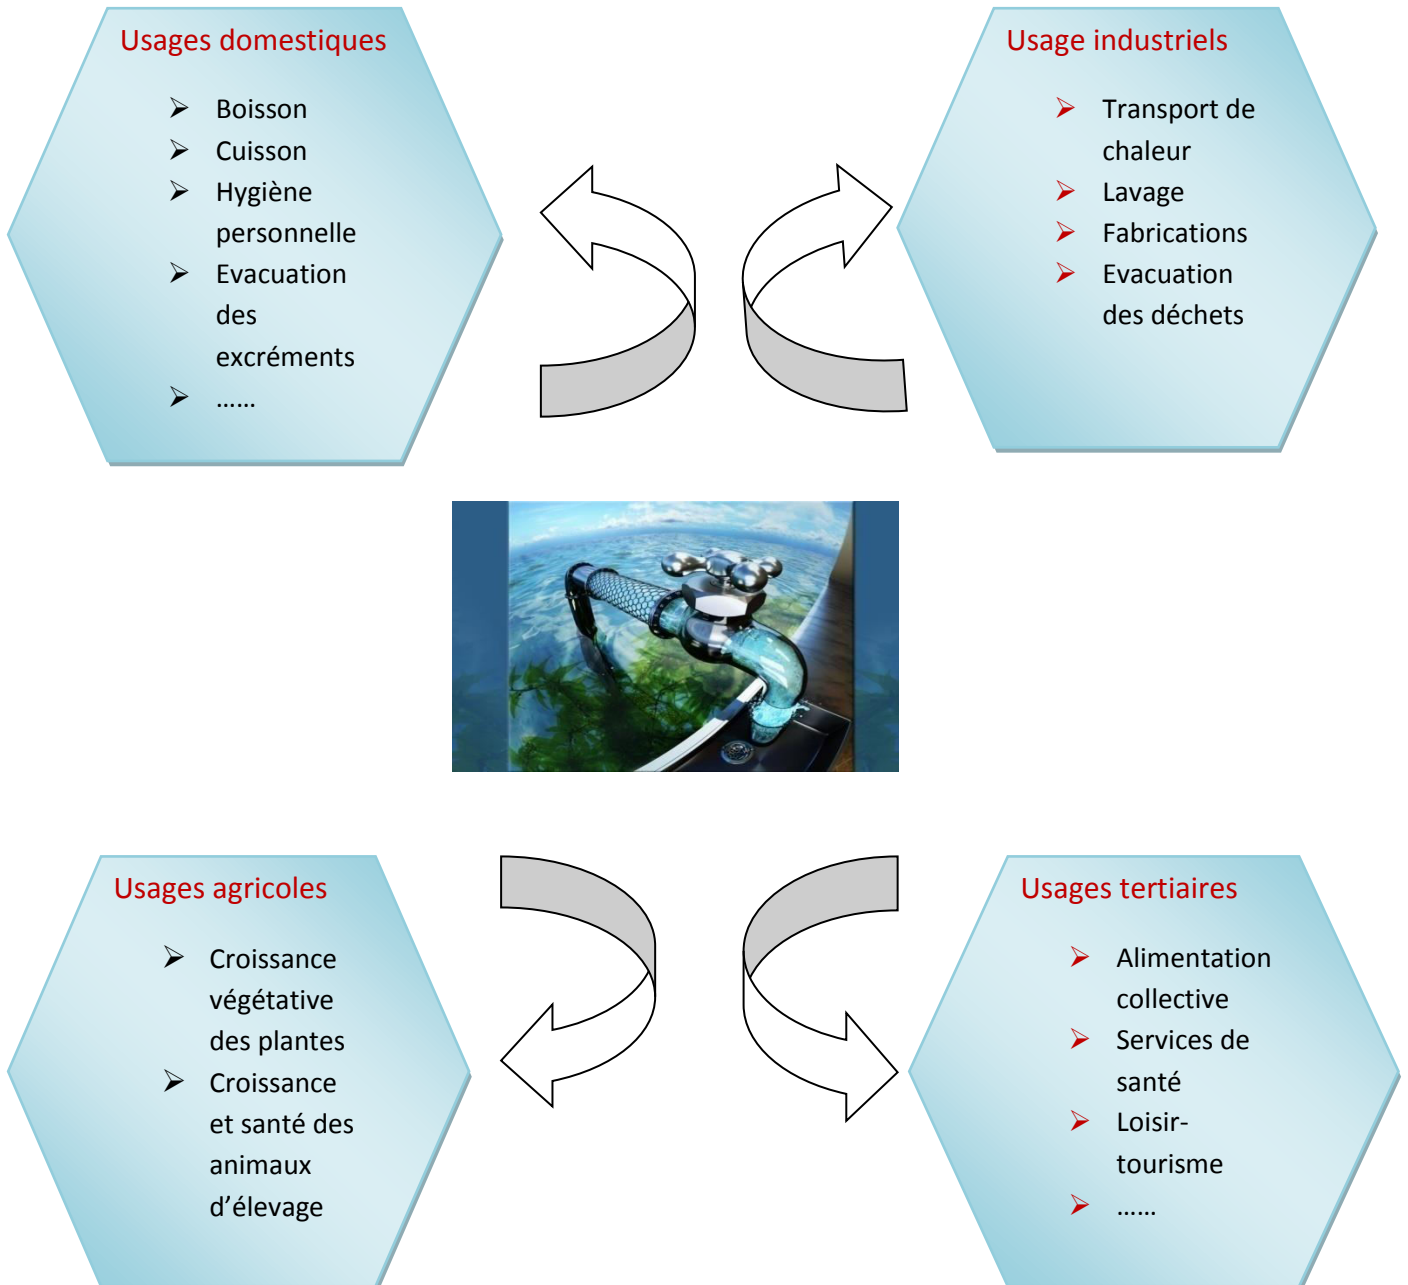 Usages domestiques
➢ Boisson
➢ Cuisson
➢ Hygiène
personnelle
➢ Evacuation
des
excréments
➢ ……
Usage industriels
➢ Transport de
chaleur
➢ Lavage
➢ Fabrications
➢ Evacuation
des déchets
Usages agricoles
➢ Croissance
végétative
des plantes
➢ Croissance
et santé des
animaux
d’élevage
Usages tertiaires
➢ Alimentation
collective
➢ Services de
santé
➢ Loisir-
tourisme
➢ ……